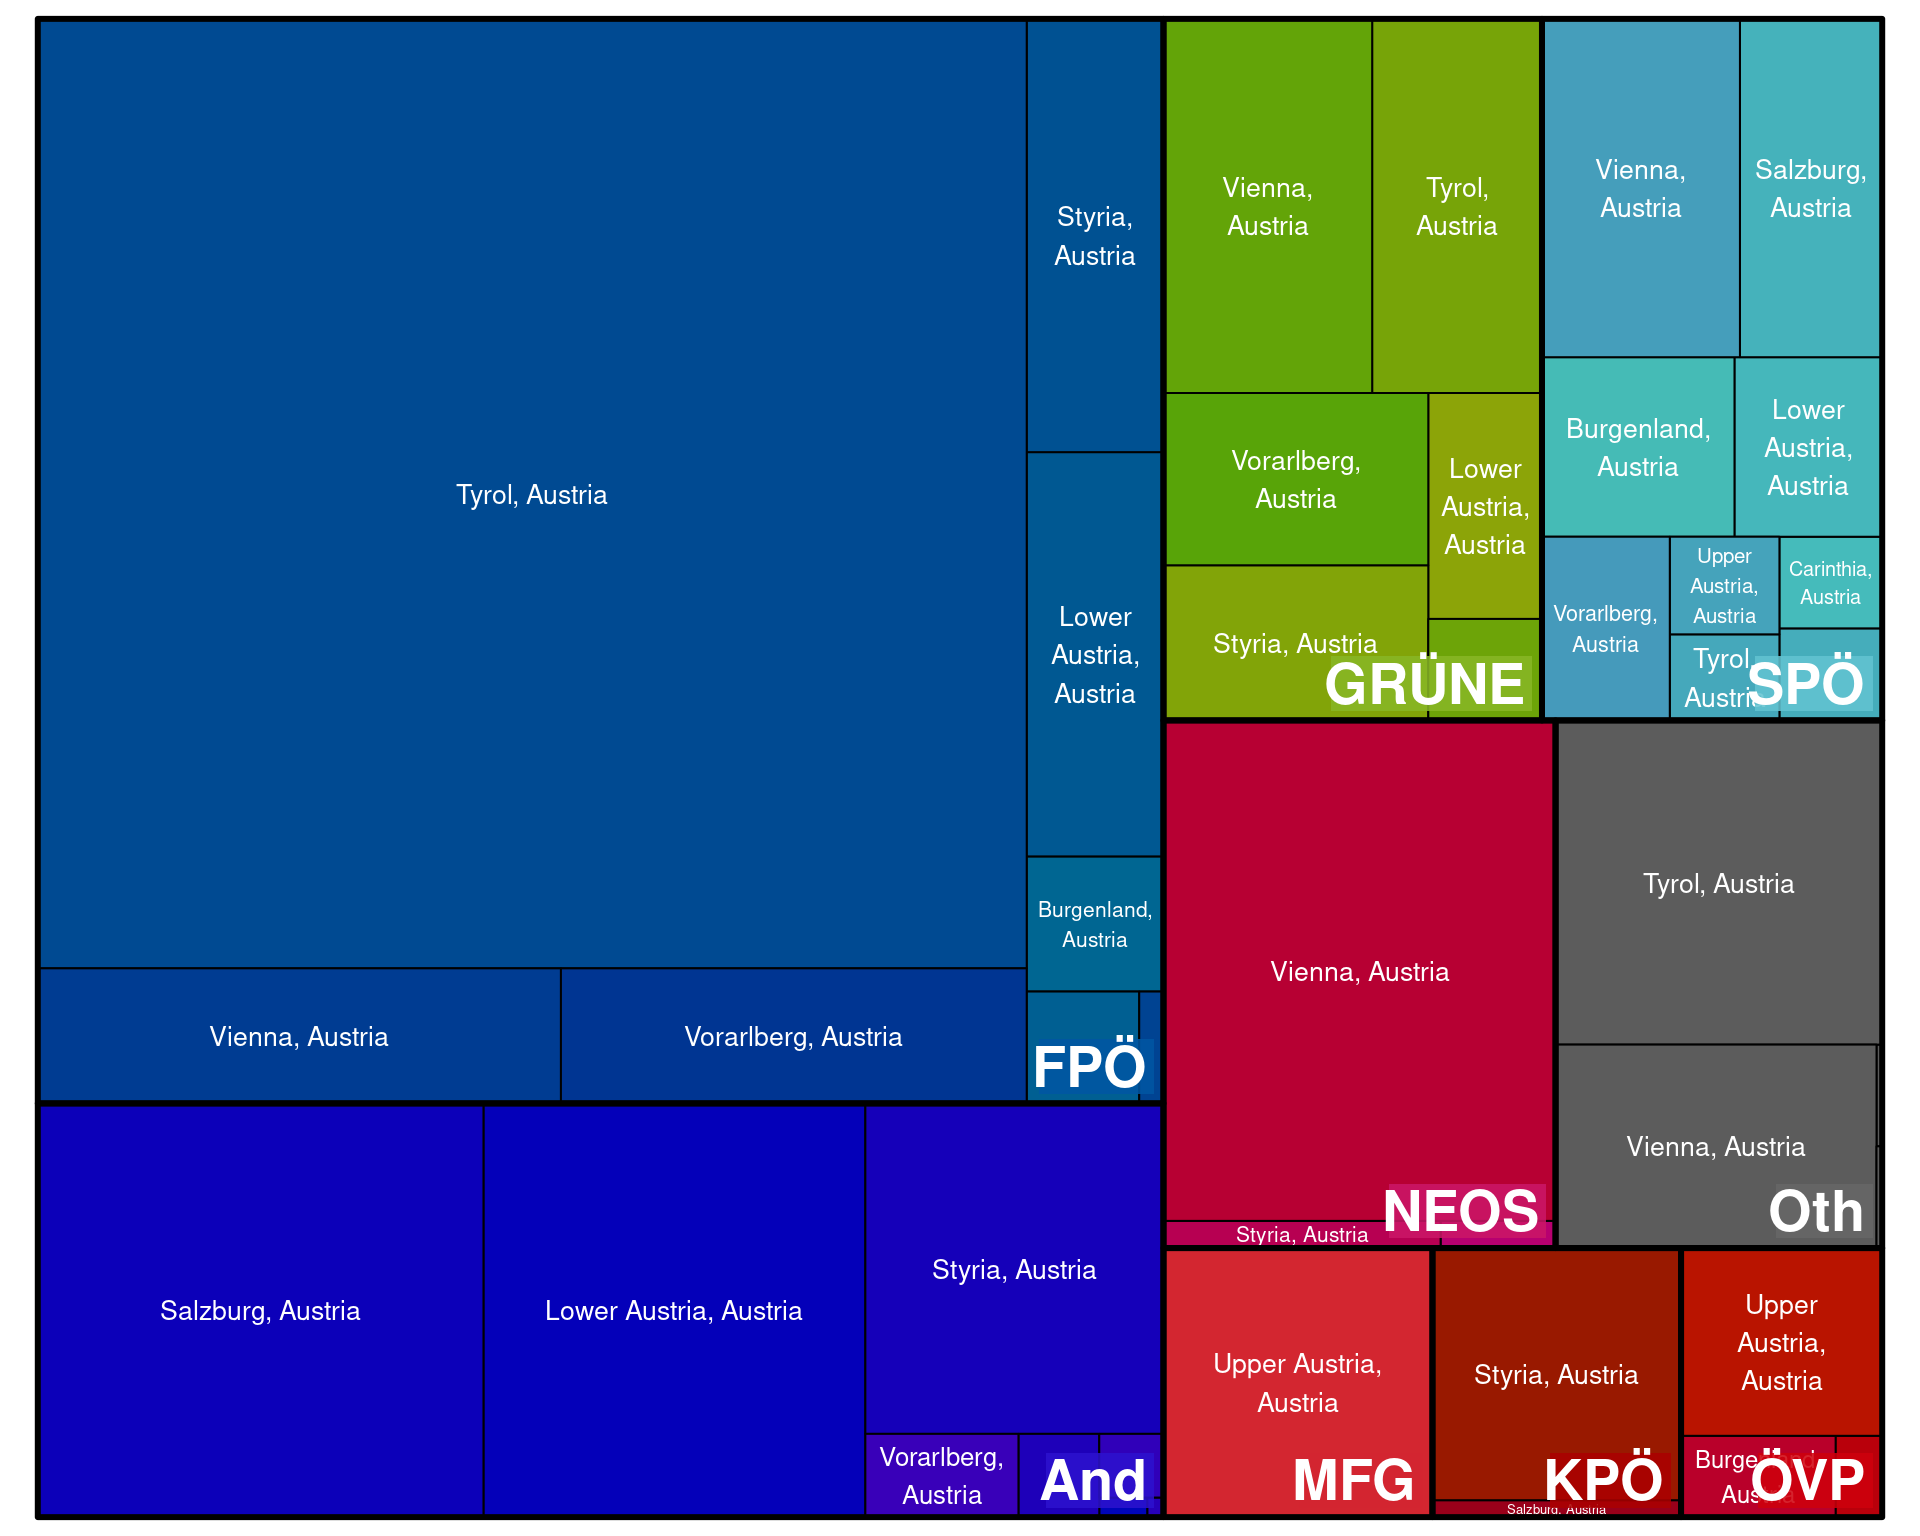 Tyrol, Austria
Styria,
Austria
Lower
Austria,
Austria
Burgenland,
Austria
Vienna, Austria
Vorarlberg, Austria
FPÖ
Salzburg, Austria
Lower Austria, Austria
Styria, Austria
Vorarlberg,
Austria
And
Vienna,
Austria
Tyrol,
Austria
Vorarlberg,
Austria
Lower
Austria,
Austria
Styria, Austria
GRÜNE
Vienna,
Austria
Salzburg,
Austria
Burgenland,
Austria
Lower
Austria,
Austria
Vorarlberg,
Austria
Upper
Austria,
Austria
Carinthia,
Austria
Tyrol,
Austria
SPÖ
Vienna, Austria
Styria, Austria
NEOS
Tyrol, Austria
Vienna, Austria
Oth
Upper Austria,
Austria
MFG
Styria, Austria
Salzburg, Austria
KPÖ
Upper
Austria,
Austria
Burgenland,
Austria
ÖVP